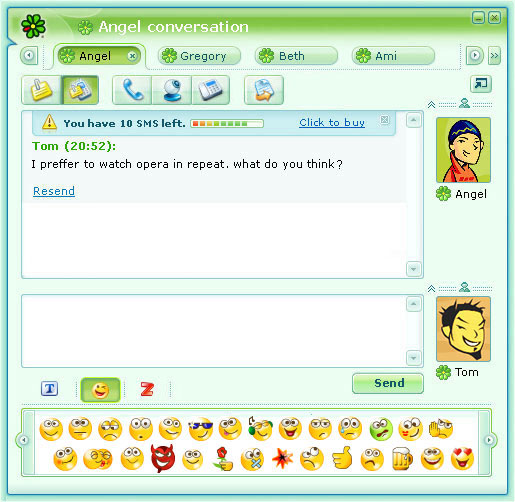 Angel conversation
Angel
Gregory
Beth
Ami
You have 10 SMS left.
Click to buy
Tom (20:52):
I preffer to watch opera in repeat. what do you think?
Resend
Angel
Tom
T
Z
Send